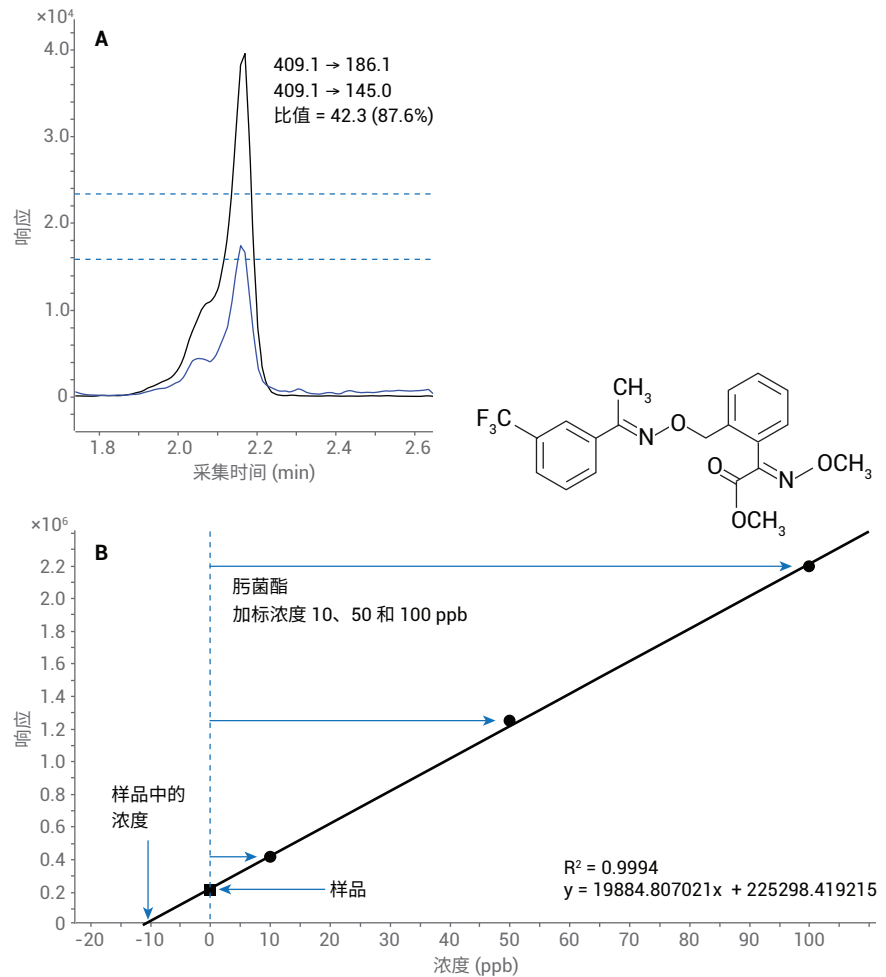 ×10⁴
A
4.0
3.0
2.0
1.0
0
响应
409.1 → 186.1
409.1 → 145.0
比值 = 42.3 (87.6%)
1.8 2.0 2.2 2.4 2.6
采集时间 (min)
CH₃
F₃C
N
O
O
N
OCH₃
OCH₃
×10⁶
B
2.2
2.0
1.8
1.6
1.4
1.2
1.0
0.8
0.6
0.4
0.2
0
响应
肟菌酯
加标浓度 10、50 和 100 ppb
样品中的
浓度
样品
R² = 0.9994
y = 19884.807021x + 225298.419215
-20 -10 0 10 20 30 40 50 60 70 80 90 100
浓度 (ppb)